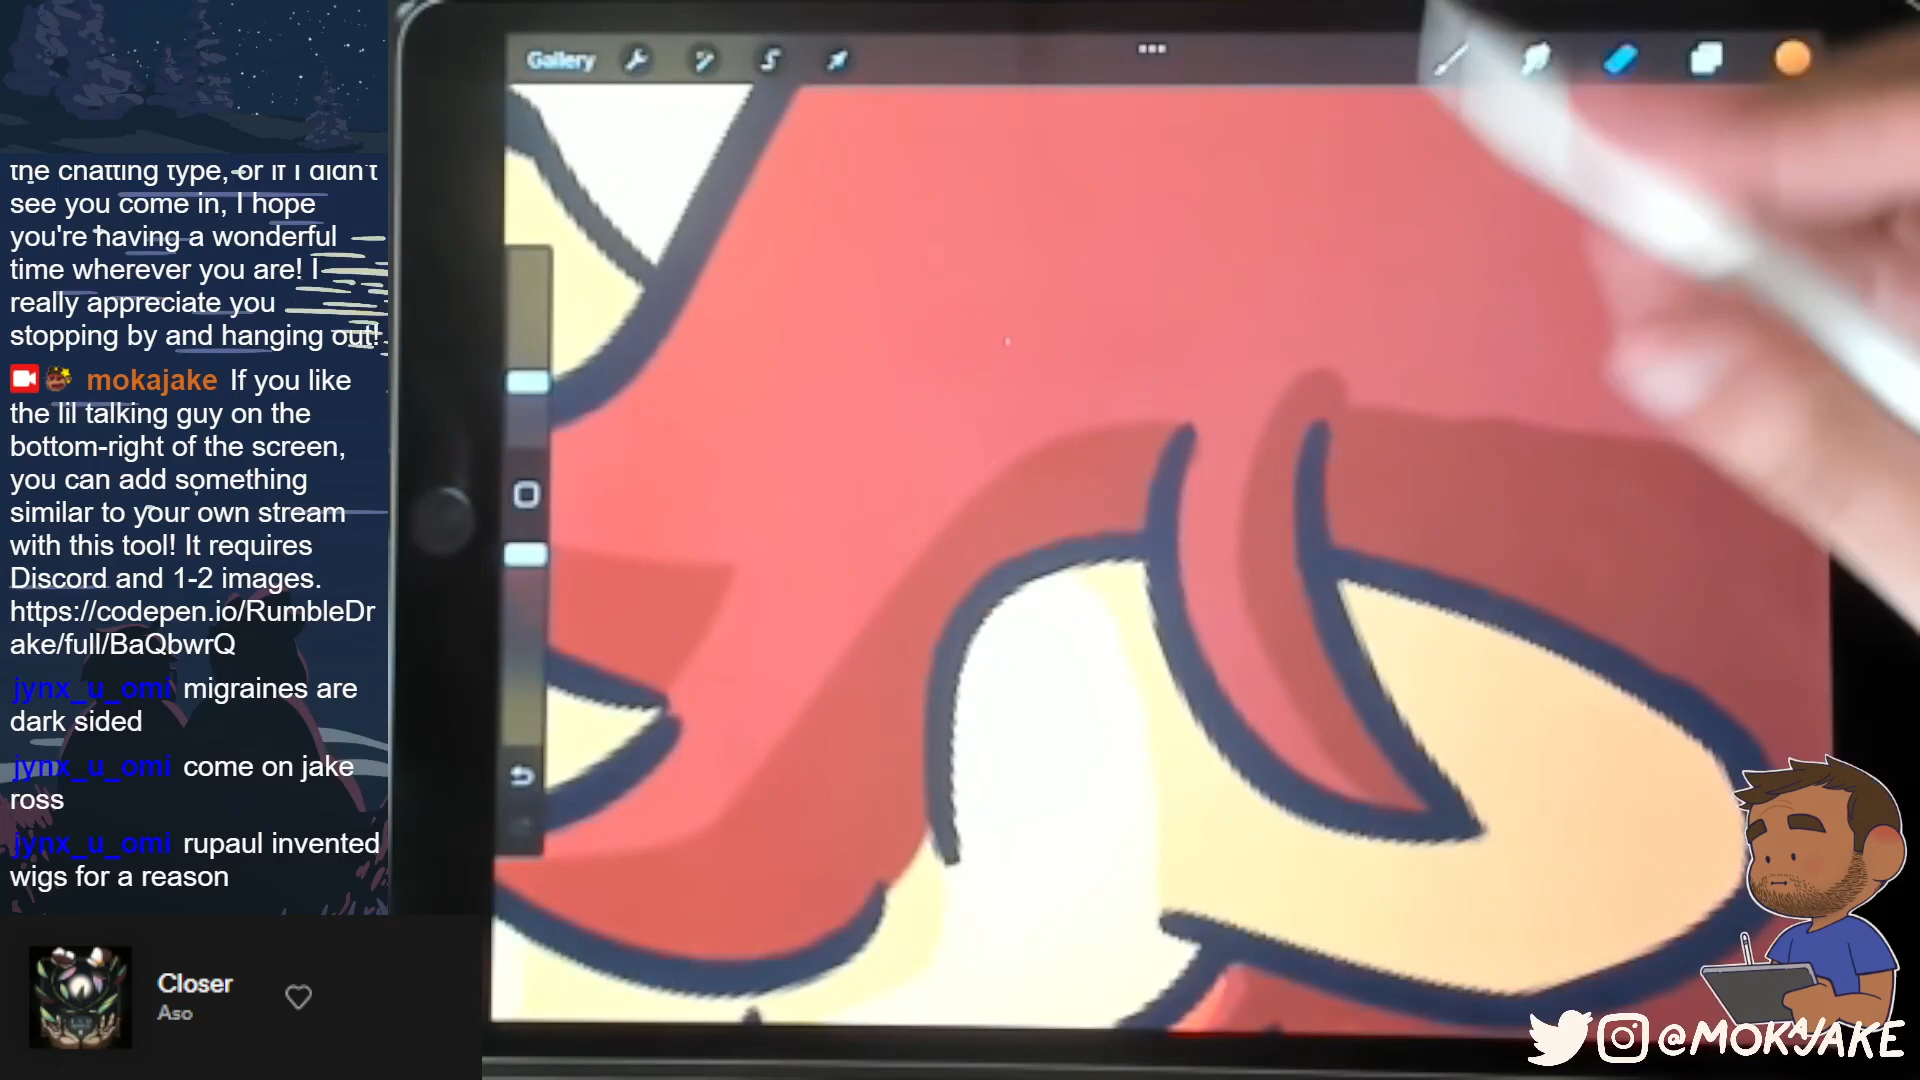 Gallery
the chatting type, or if I didn't
see you come in, I hope
you're having a wonderful
time wherever you are! I
really appreciate you
stopping by and hanging out!
mokajake If you like
the lil talking guy on the
bottom-right of the screen,
you can add something
similar to your own stream
with this tool! It requires
Discord and 1-2 images.
https://codepen.io/RumbleDr
ake/full/BaQbwrQ
jynx_u_omi migraines are
dark sided
jynx_u_omi come on jake
ross
jynx_u_omi rupaul invented
wigs for a reason
Closer
Aso
@MOKAJAKE